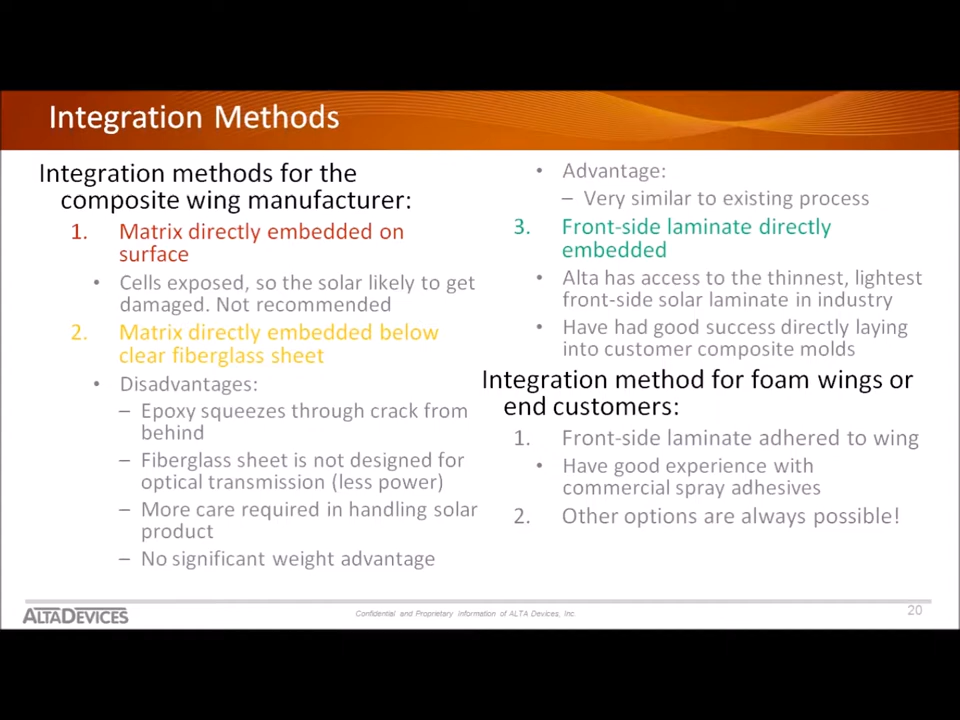 Integration Methods
Integration methods for the
composite wing manufacturer:
1. Matrix directly embedded on
surface
• Cells exposed, so the solar likely to get
damaged. Not recommended
2. Matrix directly embedded below
clear fiberglass sheet
• Disadvantages:
– Epoxy squeezes through crack from
behind
– Fiberglass sheet is not designed for
optical transmission (less power)
– More care required in handling solar
product
– No significant weight advantage
• Advantage:
– Very similar to existing process
3. Front-side laminate directly
embedded
• Alta has access to the thinnest, lightest
front-side solar laminate in industry
• Have had good success directly laying
into customer composite molds
Integration method for foam wings or
end customers:
1. Front-side laminate adhered to wing
• Have good experience with
commercial spray adhesives
2. Other options are always possible!
ALTADEVICES
Confidential and Proprietary Information of ALTA Devices, Inc.
20